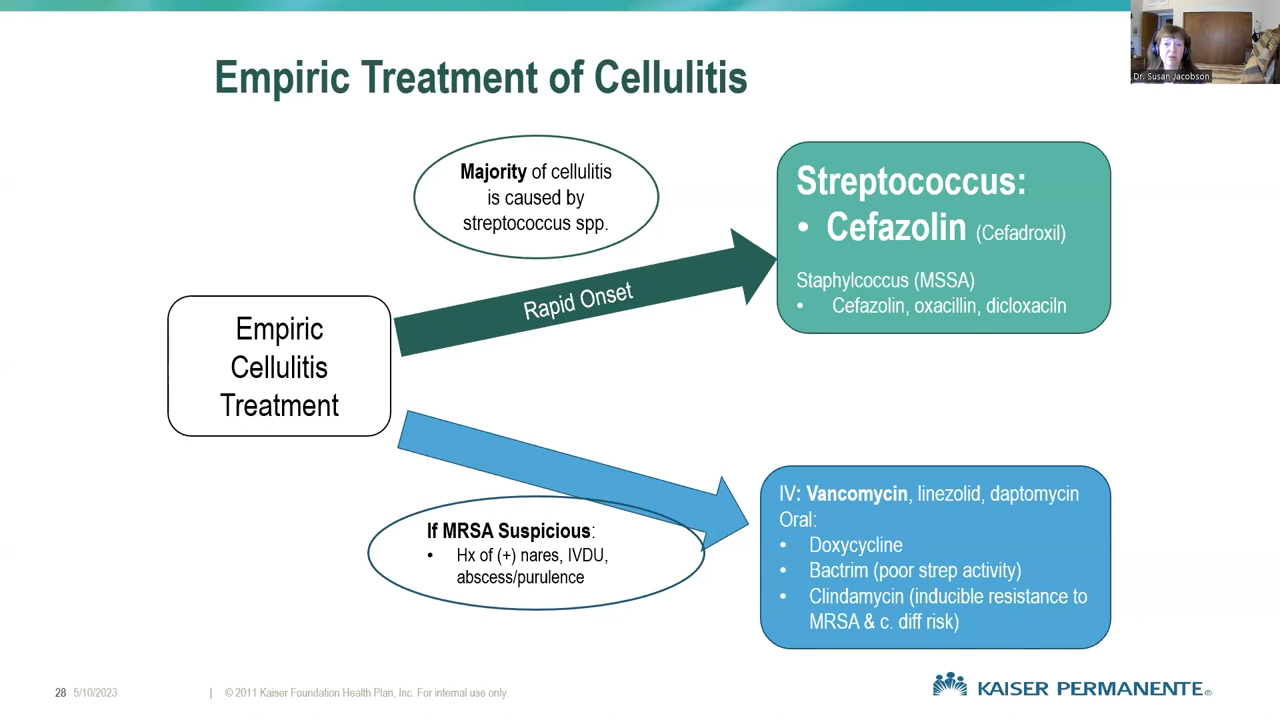 Dr. Susan Jacobson
Empiric Treatment of Cellulitis
Majority of cellulitis
is caused by
streptococcus spp.
Rapid Onset
Streptococcus:
• Cefazolin (Cefadroxil)
Staphylcoccus (MSSA)
• Cefazolin, oxacillin, dicloxaciln
Empiric
Cellulitis
Treatment
If MRSA Suspicious:
• Hx of (+) nares, IVDU,
abscess/purulence
IV: Vancomycin, linezolid, daptomycin
Oral:
• Doxycycline
• Bactrim (poor strep activity)
• Clindamycin (inducible resistance to
MRSA & c. diff risk)
28 5/10/2023 | © 2011 Kaiser Foundation Health Plan, Inc. For internal use only.
KAISER PERMANENTE®